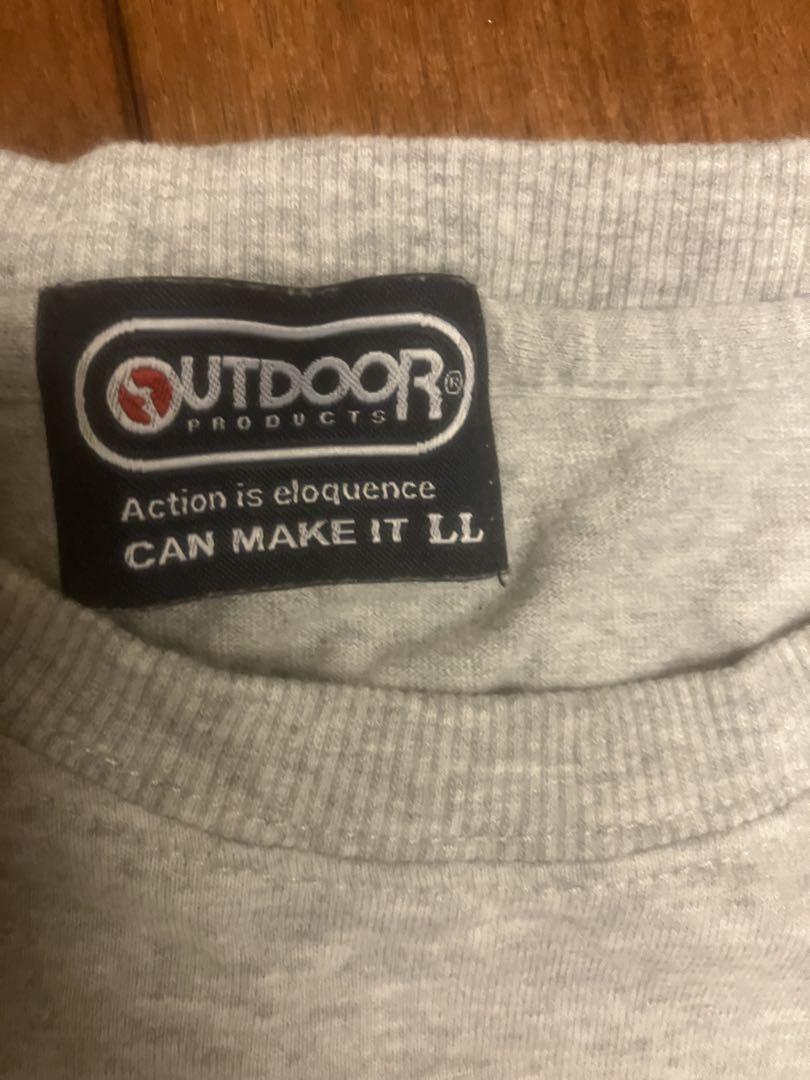 OUTDOOR®
PRODUCTS
Action is eloquence
CAN MAKE IT LL